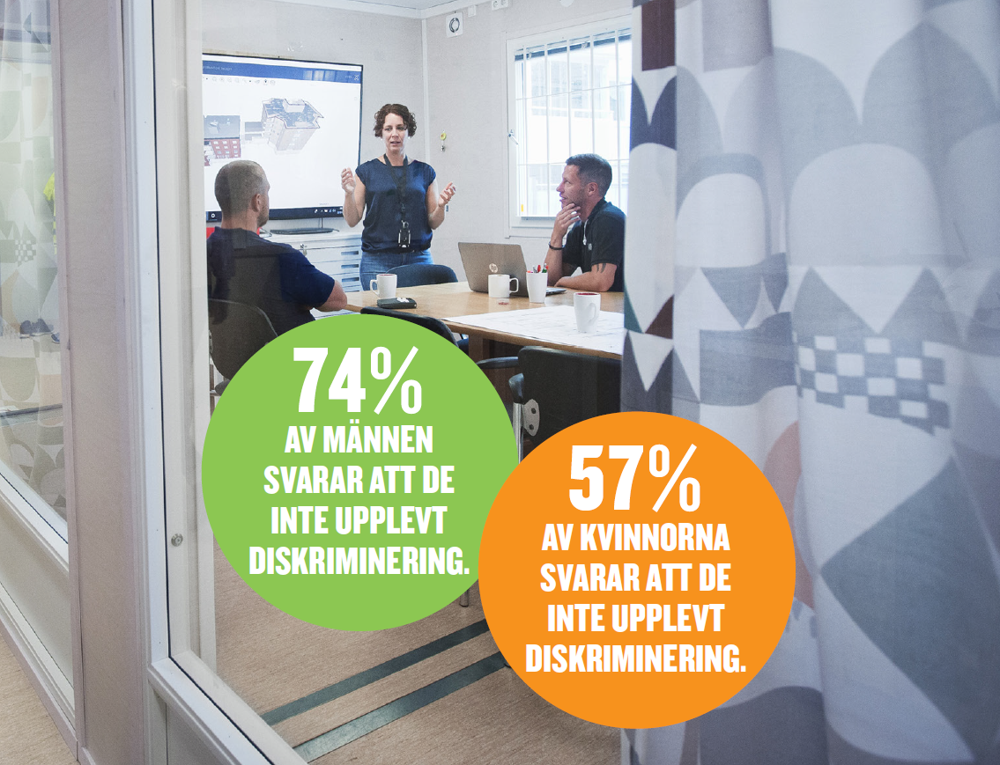 74%
AV MÄNNEN
SVARAR ATT DE
INTE UPPLEVT
DISKRIMINERING.
57%
AV KVINNORNA
SVARAR ATT DE
INTE UPPLEVT
DISKRIMINERING.